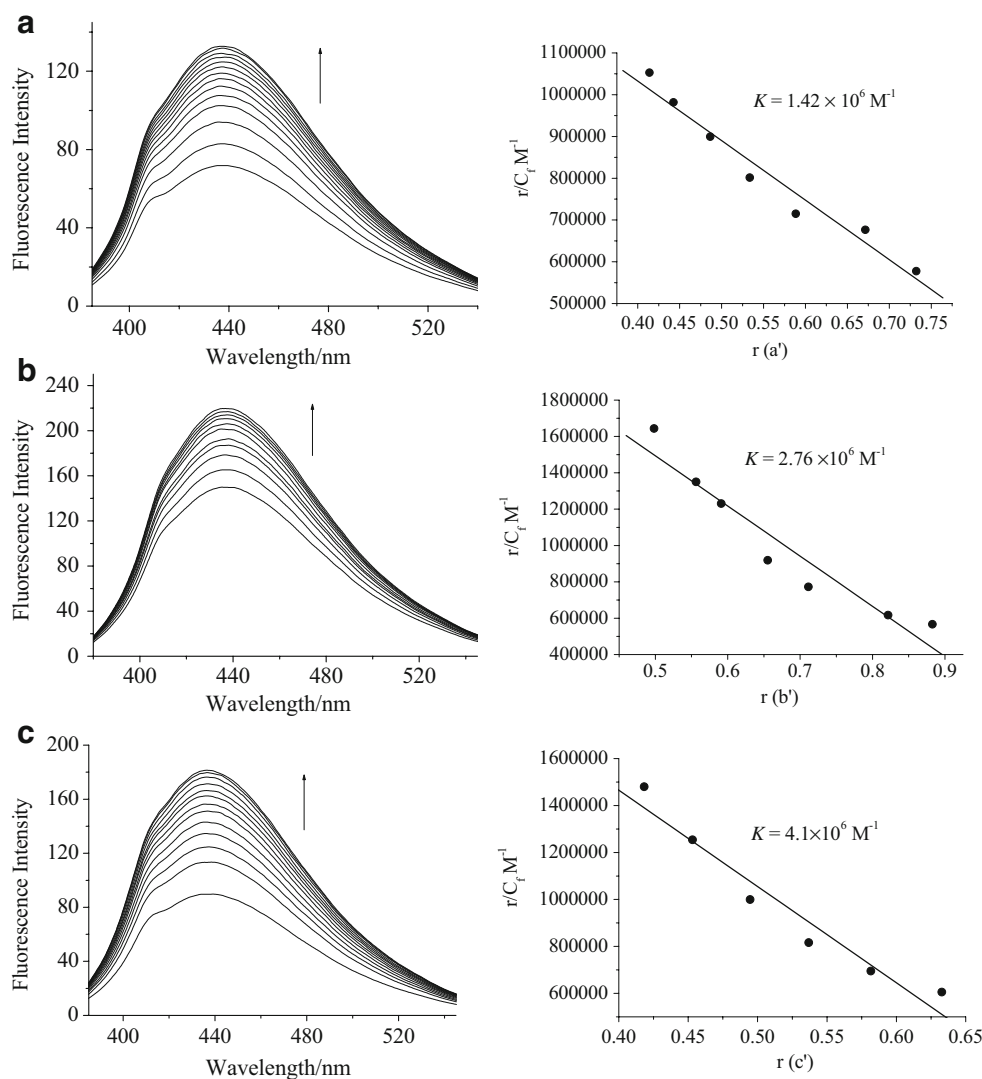 a
Fluorescence Intensity
120
80
40
0
400 440 480 520
Wavelength/nm
r/C_f M^-1
1100000
1000000
900000
800000
700000
600000
500000
K = 1.42 × 10^6 M^-1
0.40 0.45 0.50 0.55 0.60 0.65 0.70 0.75
r (a')
b
Fluorescence Intensity
240
200
160
120
80
40
0
400 440 480 520
Wavelength/nm
r/C_f M^-1
1800000
1600000
1400000
1200000
1000000
800000
600000
400000
K = 2.76 ×10^6 M^-1
0.5 0.6 0.7 0.8 0.9
r (b')
c
Fluorescence Intensity
200
160
120
80
40
0
400 440 480 520
Wavelength/nm
r/C_f M^-1
1600000
1400000
1200000
1000000
800000
600000
K = 4.1×10^6 M^-1
0.40 0.45 0.50 0.55 0.60 0.65
r (c')